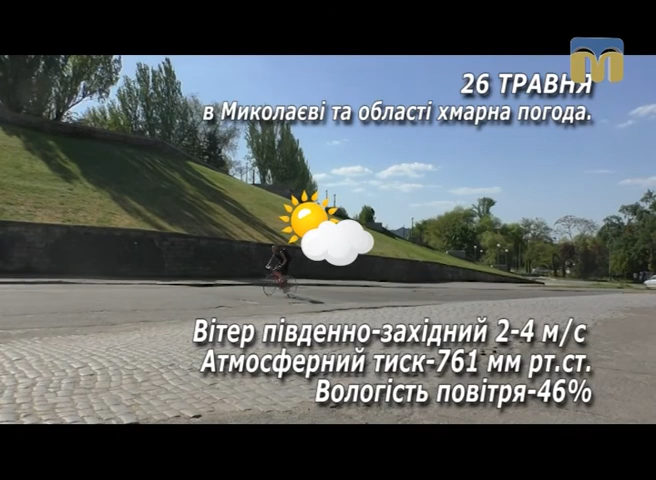 26 ТРАВНЯ
в Миколаєві та області хмарна погода.
Вітер південно-західний 2-4 м/с
Атмосферний тиск-761 мм рт.ст.
Вологість повітря-46%